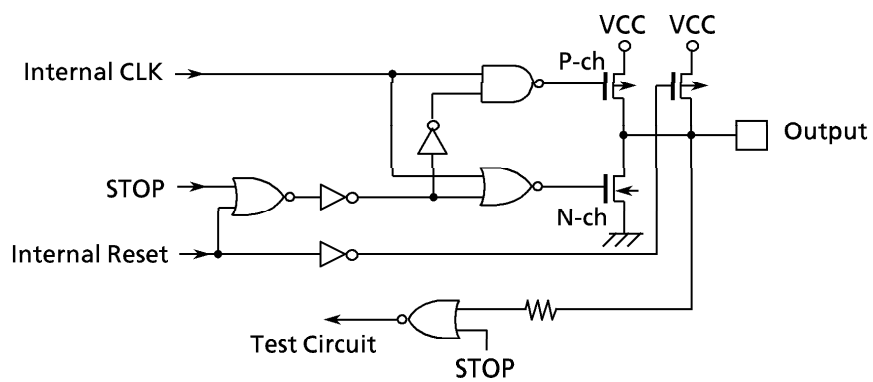 VCC VCC
P-ch
Internal CLK
Output
STOP
N-ch
Internal Reset
Test Circuit
STOP